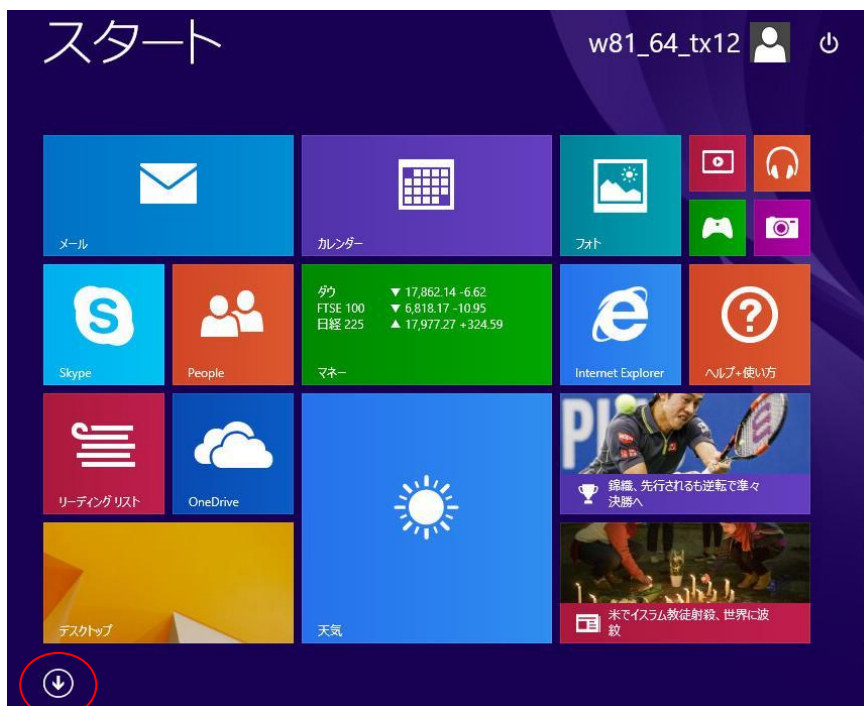 スタート
w81_64_tx12
メール
カレンダー
フォト
Skype
People
ダウ ▼ 17,862.14 -6.62
FTSE 100 ▼ 6,818.17 -10.95
日経 225 ▲ 17,977.27 +324.59
マネー
Internet Explorer
ヘルプ+使い方
リーディング リスト
OneDrive
錦織、先行されるも逆転で準々
決勝へ
デスクトップ
天気
米でイスラム教徒射殺、世界に波
紋